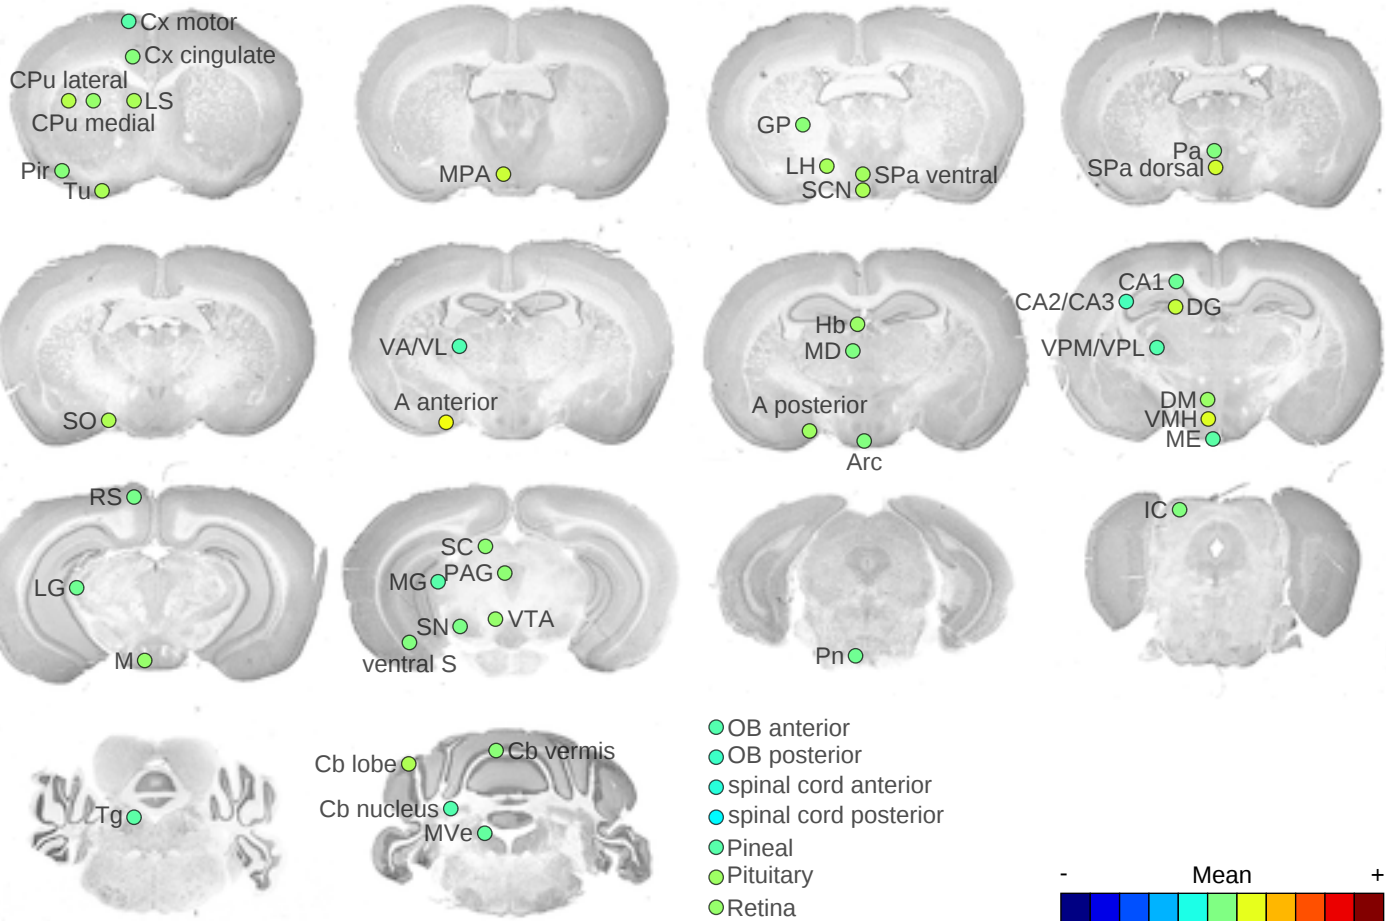 Cx motor
Cx cingulate
CPu lateral
LS
CPu medial
Pir
Tu
MPA
GP
LH
SPa ventral
SCN
Pa
SPa dorsal
SO
VA/VL
A anterior
Hb
MD
A posterior
Arc
CA1
CA2/CA3
DG
VPM/VPL
DM
VMH
ME
RS
LG
M
SC
MG
PAG
SN
VTA
ventral S
Pn
IC
Tg
Cb lobe
Cb vermis
Cb nucleus
MVe
OB anterior
OB posterior
spinal cord anterior
spinal cord posterior
Pineal
Pituitary
Retina
- Mean +